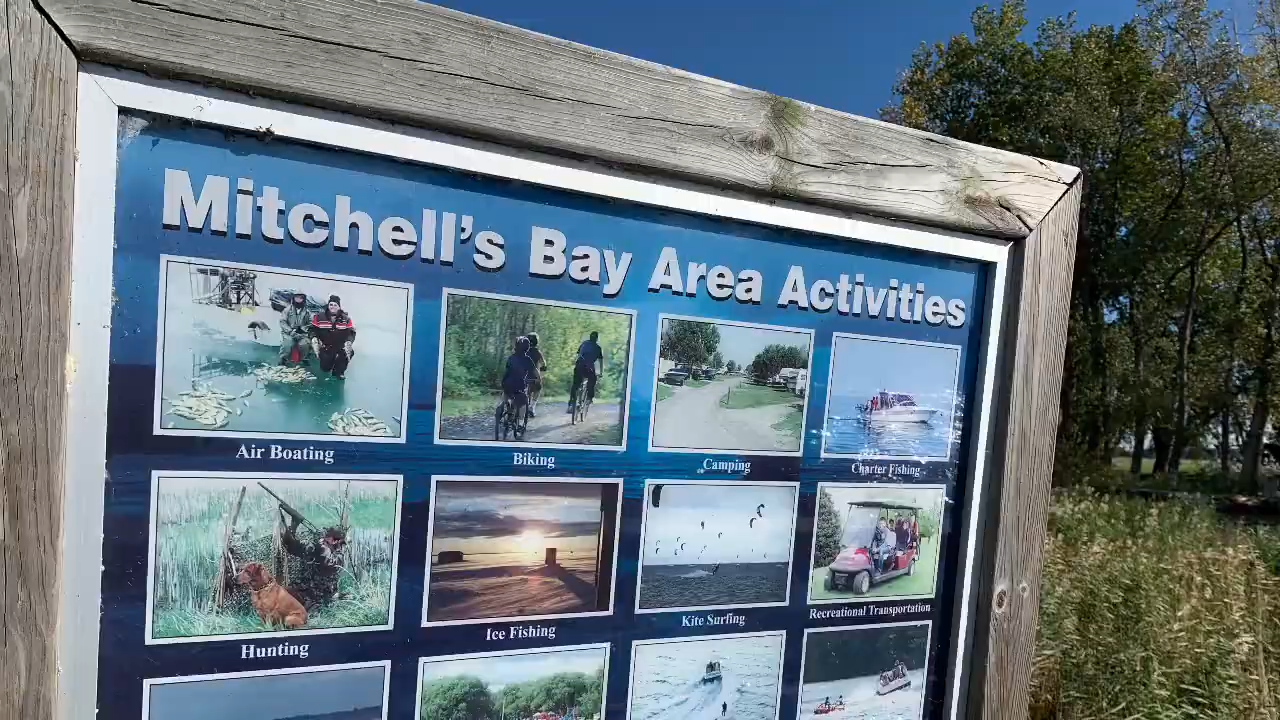 Mitchell's Bay Area Activities
Air Boating
Biking
Camping
Charter Fishing
Hunting
Ice Fishing
Kite Surfing
Recreational Transportation